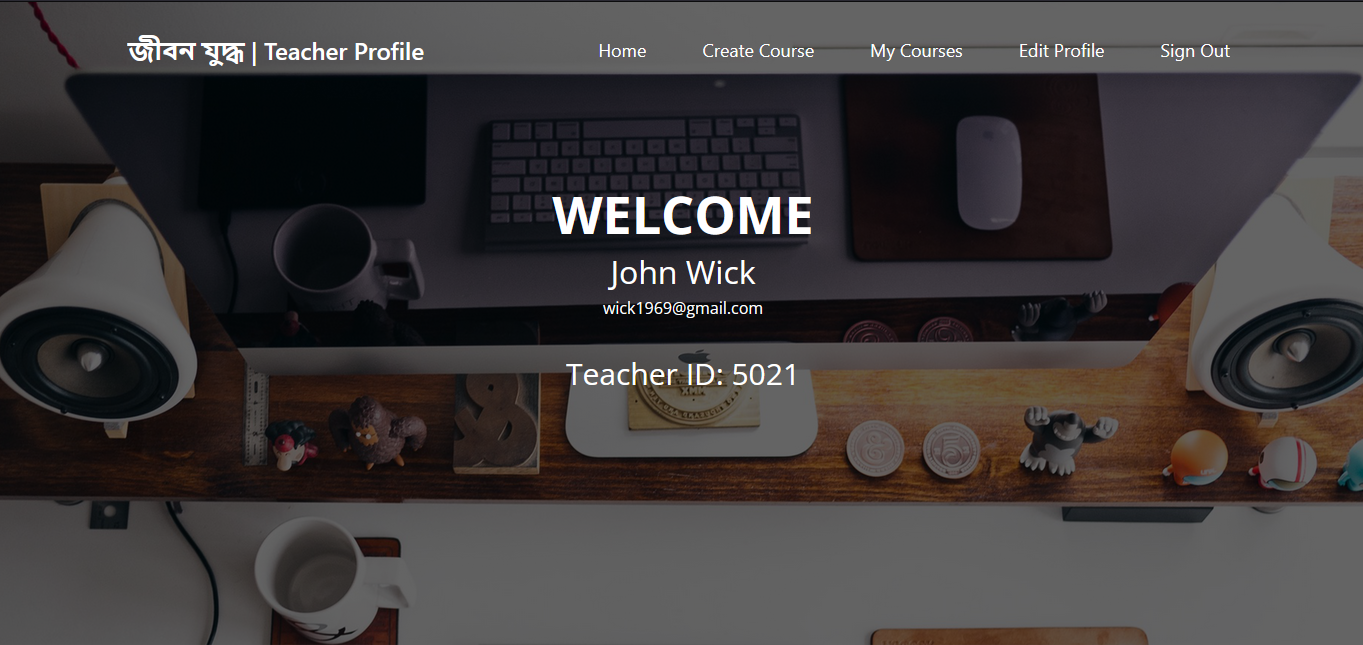 জীবন যুদ্ধ | Teacher Profile
Home
Create Course
My Courses
Edit Profile
Sign Out
WELCOME
John Wick
wick1969@gmail.com
Teacher ID: 5021